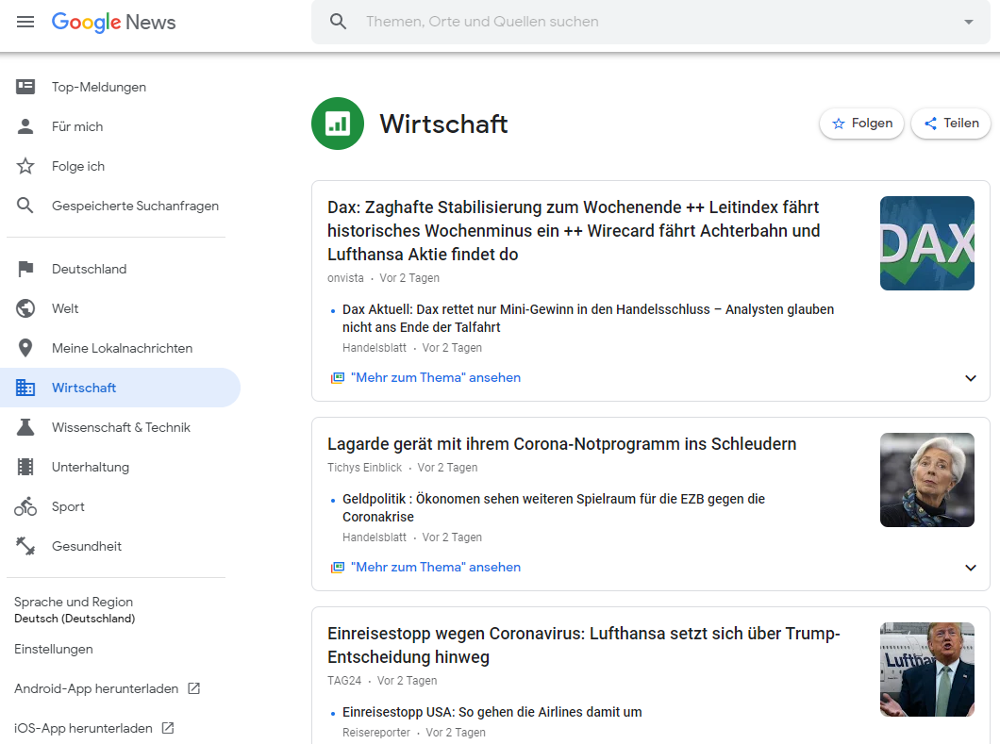 Google News
Themen, Orte und Quellen suchen
Top-Meldungen
Für mich
Folge ich
Gespeicherte Suchanfragen
Deutschland
Welt
Meine Lokalnachrichten
Wirtschaft
Wissenschaft & Technik
Unterhaltung
Sport
Gesundheit
Sprache und Region
Deutsch (Deutschland)
Einstellungen
Android-App herunterladen
iOS-App herunterladen
Wirtschaft
Folgen
Teilen
Dax: Zaghafte Stabilisierung zum Wochenende ++ Leitindex fährt
historisches Wochenminus ein ++ Wirecard fährt Achterbahn und
Lufthansa Aktie findet do
onvista · Vor 2 Tagen
DAX
• Dax Aktuell: Dax rettet nur Mini-Gewinn in den Handelsschluss – Analysten glauben
nicht ans Ende der Talfahrt
Handelsblatt · Vor 2 Tagen
"Mehr zum Thema" ansehen
Lagarde gerät mit ihrem Corona-Notprogramm ins Schleudern
Tichys Einblick · Vor 2 Tagen
• Geldpolitik : Ökonomen sehen weiteren Spielraum für die EZB gegen die
Coronakrise
Handelsblatt · Vor 2 Tagen
"Mehr zum Thema" ansehen
Einreisestopp wegen Coronavirus: Lufthansa setzt sich über Trump-
Entscheidung hinweg
TAG24 · Vor 2 Tagen
Luftha
• Einreisestopp USA: So gehen die Airlines damit um
Reisereporter · Vor 2 Tagen